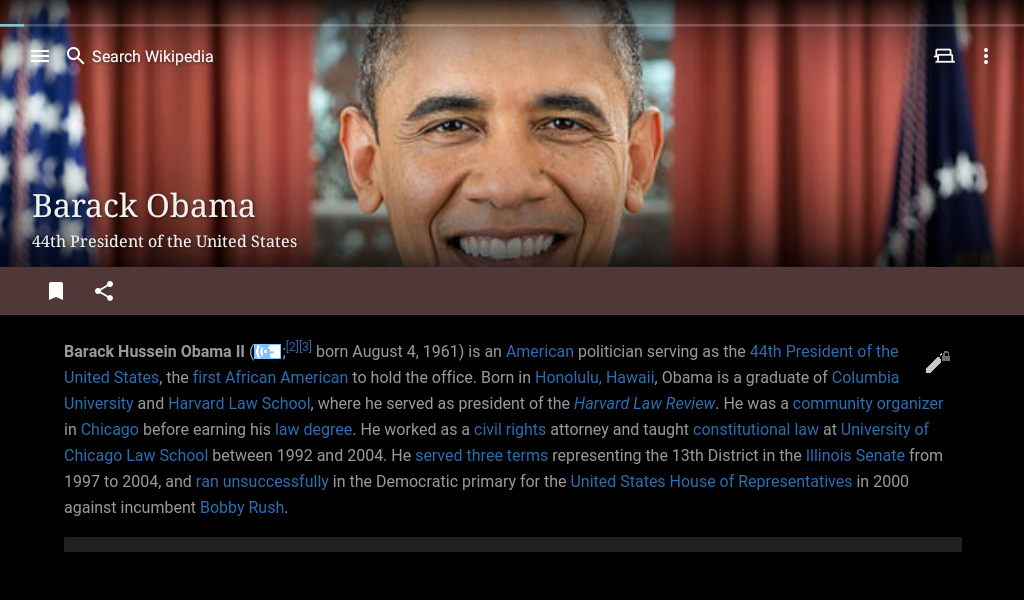 Search Wikipedia
Barack Obama
44th President of the United States
Barack Hussein Obama II (;[2][3] born August 4, 1961) is an American politician serving as the 44th President of the
United States, the first African American to hold the office. Born in Honolulu, Hawaii, Obama is a graduate of Columbia
University and Harvard Law School, where he served as president of the Harvard Law Review. He was a community organizer
in Chicago before earning his law degree. He worked as a civil rights attorney and taught constitutional law at University of
Chicago Law School between 1992 and 2004. He served three terms representing the 13th District in the Illinois Senate from
1997 to 2004, and ran unsuccessfully in the Democratic primary for the United States House of Representatives in 2000
against incumbent Bobby Rush.